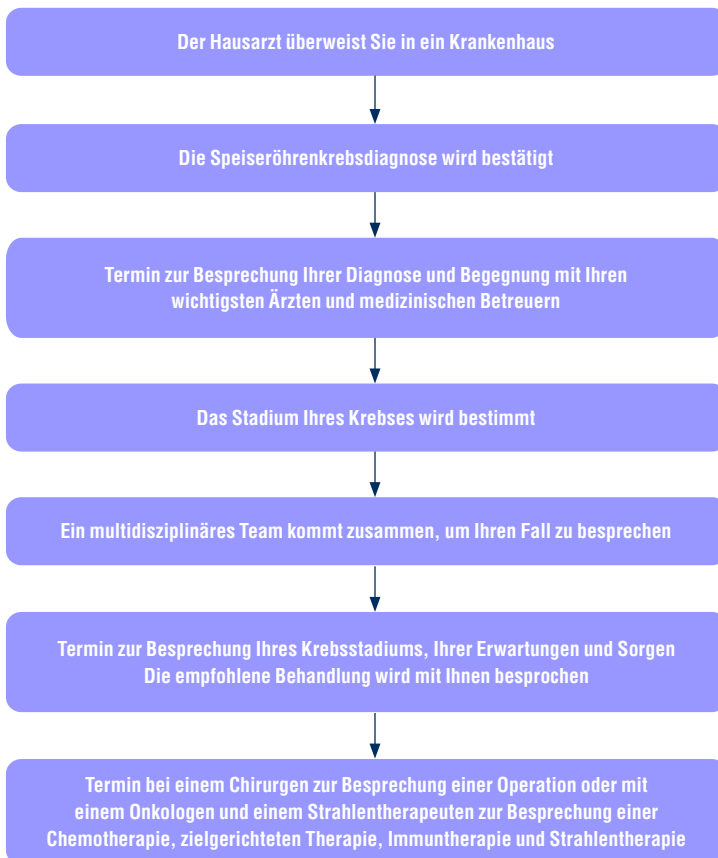 Der Hausarzt überweist Sie in ein Krankenhaus
Die Speiseröhrenkrebsdiagnose wird bestätigt
Termin zur Besprechung Ihrer Diagnose und Begegnung mit Ihren
wichtigsten Ärzten und medizinischen Betreuern
Das Stadium Ihres Krebses wird bestimmt
Ein multidisziplinäres Team kommt zusammen, um Ihren Fall zu besprechen
Termin zur Besprechung Ihres Krebsstadiums, Ihrer Erwartungen und Sorgen
Die empfohlene Behandlung wird mit Ihnen besprochen
Termin bei einem Chirurgen zur Besprechung einer Operation oder mit
einem Onkologen und einem Strahlentherapeuten zur Besprechung einer
Chemotherapie, zielgerichteten Therapie, Immuntherapie und Strahlentherapie